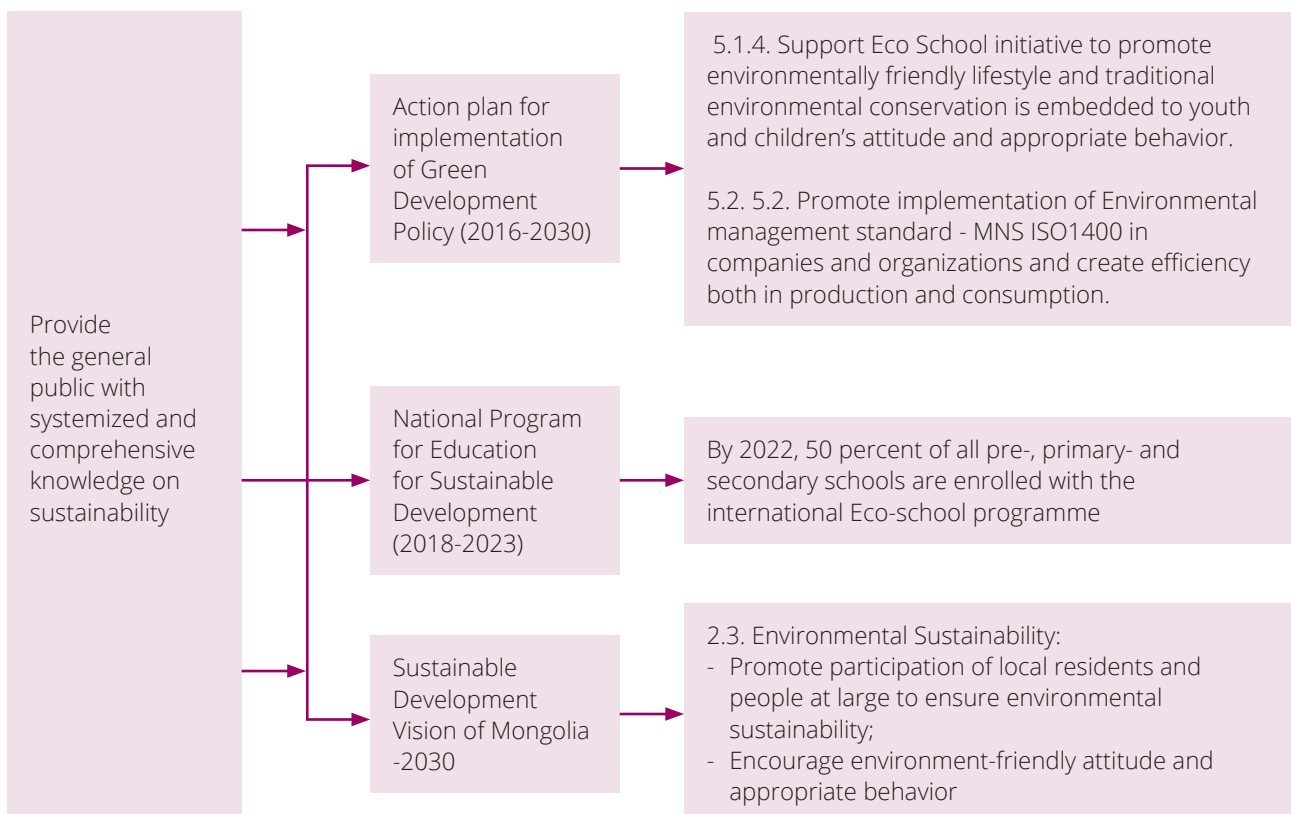 Provide
the general
public with
systemized and
comprehensive
knowledge on
sustainability
Action plan for
implementation
of Green
Development
Policy (2016-2030)
5.1.4. Support Eco School initiative to promote
environmentally friendly lifestyle and traditional
environmental conservation is embedded to youth
and children’s attitude and appropriate behavior.
5.2. 5.2. Promote implementation of Environmental
management standard - MNS ISO1400 in
companies and organizations and create efficiency
both in production and consumption.
National Program
for Education
for Sustainable
Development
(2018-2023)
By 2022, 50 percent of all pre-, primary- and
secondary schools are enrolled with the
international Eco-school programme
Sustainable
Development
Vision of Mongolia
-2030
2.3. Environmental Sustainability:
- Promote participation of local residents and
people at large to ensure environmental
sustainability;
- Encourage environment-friendly attitude and
appropriate behavior